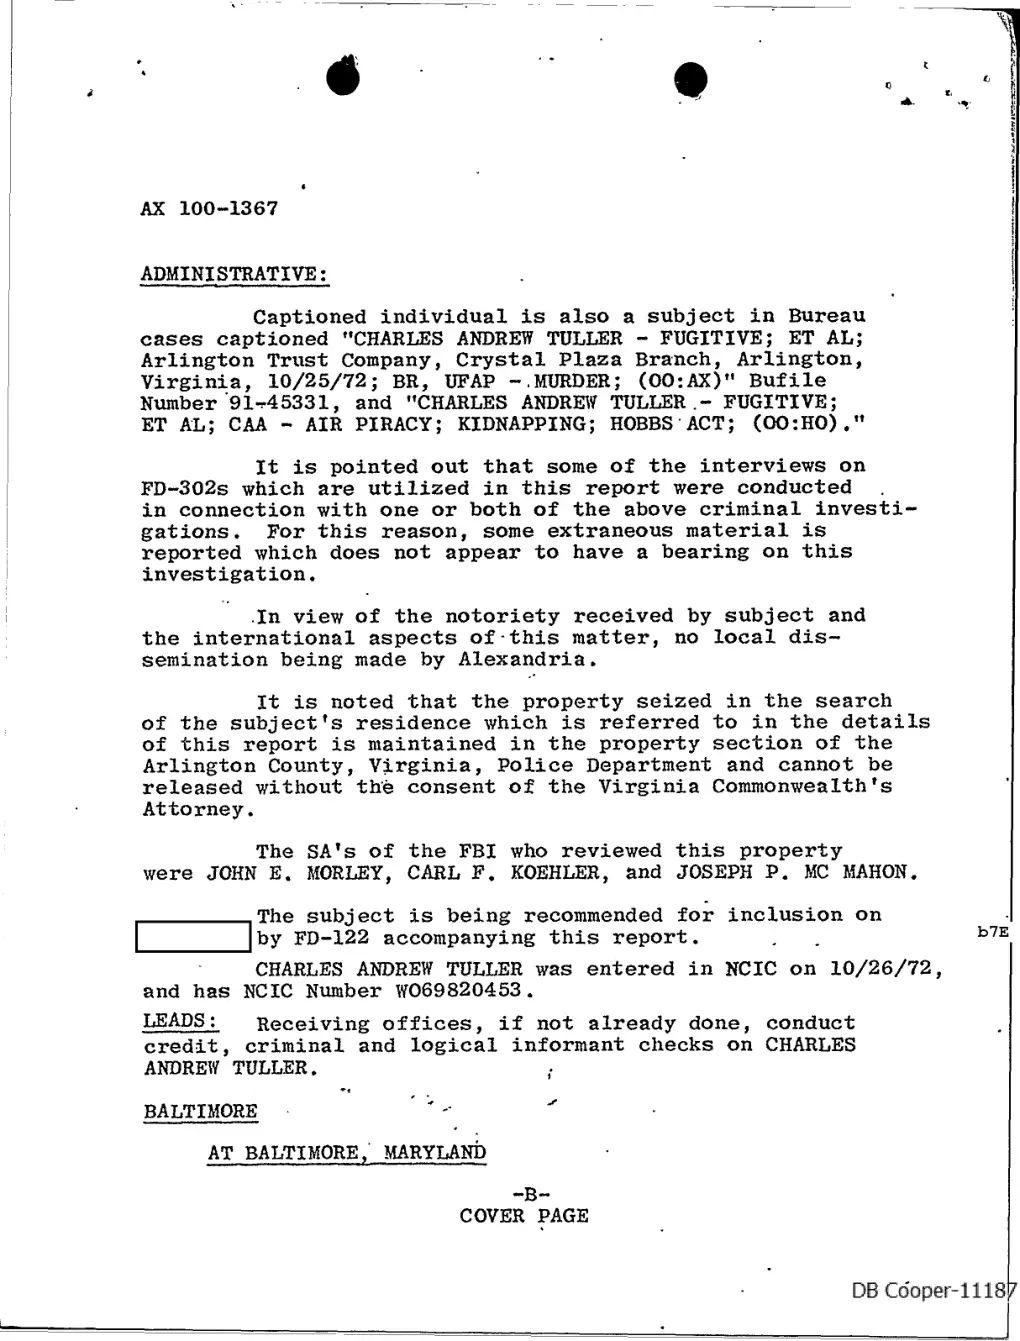 AX 100-1367
ADMINISTRATIVE:
Captioned individual is also a subject in Bureau
cases captioned "CHARLES ANDREW TULLER - FUGITIVE; ET AL;
Arlington Trust Company, Crystal Plaza Branch, Arlington,
Virginia, 10/25/72; BR, UFAP - MURDER; (OO:AX)" Bufile
Number 91-45331, and "CHARLES ANDREW TULLER - FUGITIVE;
ET AL; CAA - AIR PIRACY; KIDNAPPING; HOBBS ACT; (OO:HO)."
It is pointed out that some of the interviews on
FD-302s which are utilized in this report were conducted
in connection with one or both of the above criminal investi-
gations. For this reason, some extraneous material is
reported which does not appear to have a bearing on this
investigation.
In view of the notoriety received by subject and
the international aspects of this matter, no local dis-
semination being made by Alexandria.
It is noted that the property seized in the search
of the subject's residence which is referred to in the details
of this report is maintained in the property section of the
Arlington County, Virginia, Police Department and cannot be
released without the consent of the Virginia Commonwealth's
Attorney.
The SA's of the FBI who reviewed this property
were JOHN E. MORLEY, CARL F. KOEHLER, and JOSEPH P. MC MAHON.
The subject is being recommended for inclusion on
by FD-122 accompanying this report.
b7E
CHARLES ANDREW TULLER was entered in NCIC on 10/26/72,
and has NCIC Number W069820453.
LEADS: Receiving offices, if not already done, conduct
credit, criminal and logical informant checks on CHARLES
ANDREW TULLER.
BALTIMORE
AT BALTIMORE, MARYLAND
-B-
COVER PAGE
DB Cooper-11187